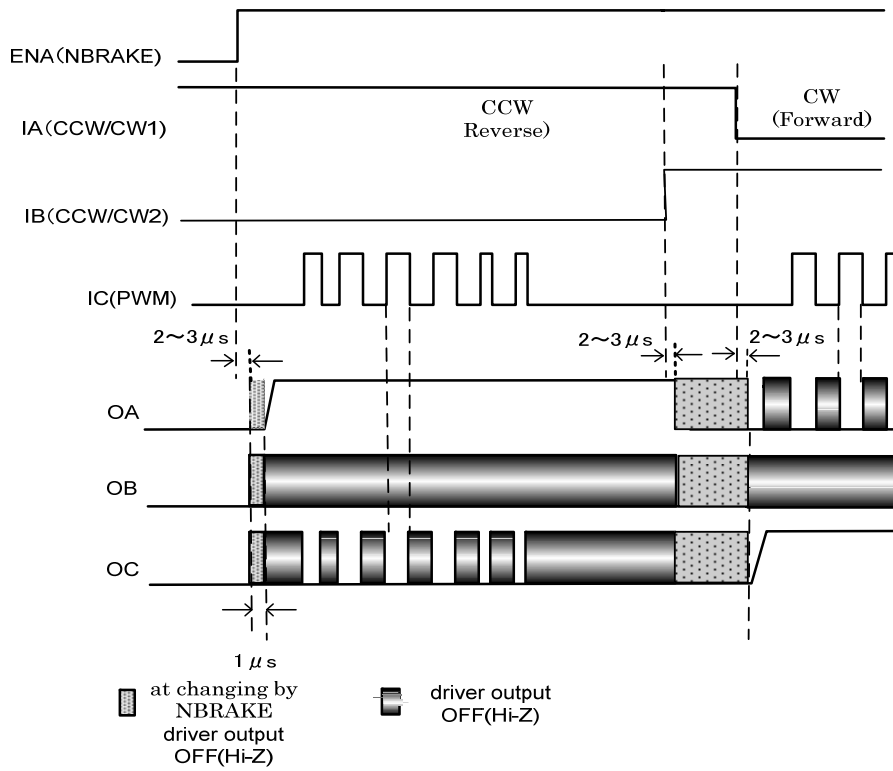 ENA(NBRAKE)
IA(CCW/CW1)
CCW
Reverse)
CW
(Forward)
IB(CCW/CW2)
IC(PWM)
2~3μs
2~3μs
2~3μs
OA
OB
OC
1μs
at changing by
NBRAKE
driver output
OFF(Hi-Z)
driver output
OFF(Hi-Z)